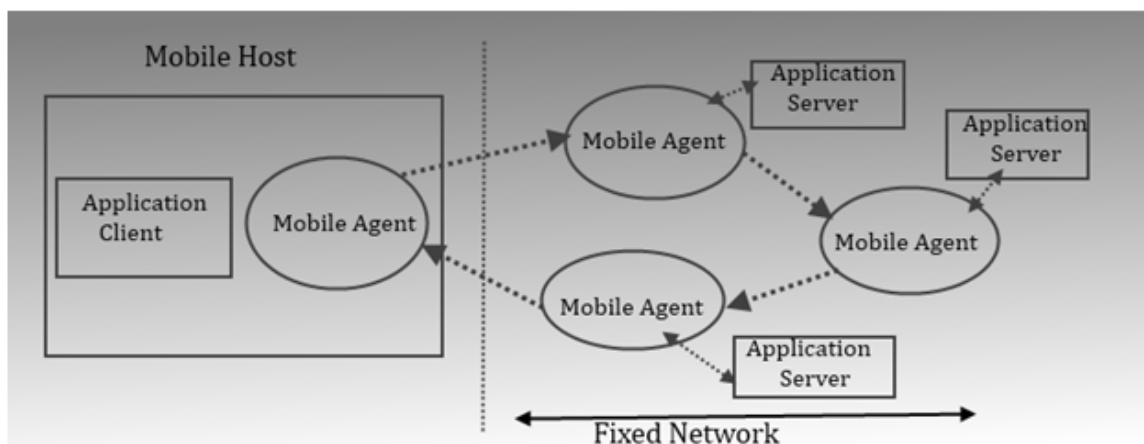 Mobile Host
Application
Client
Mobile Agent
Mobile Agent
Application
Server
Application
Server
Mobile Agent
Mobile Agent
Application
Server
Fixed Network